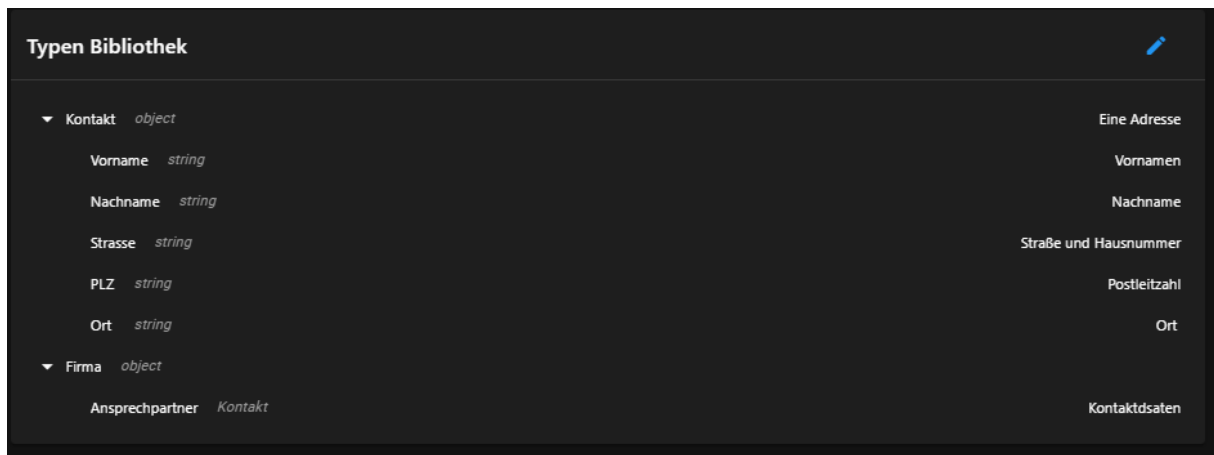 Typen Bibliothek
Kontakt object Eine Adresse
Vorname string Vornamen
Nachname string Nachname
Strasse string Straße und Hausnummer
PLZ string Postleitzahl
Ort string Ort
Firma object
Ansprechpartner Kontakt Kontaktdsaten